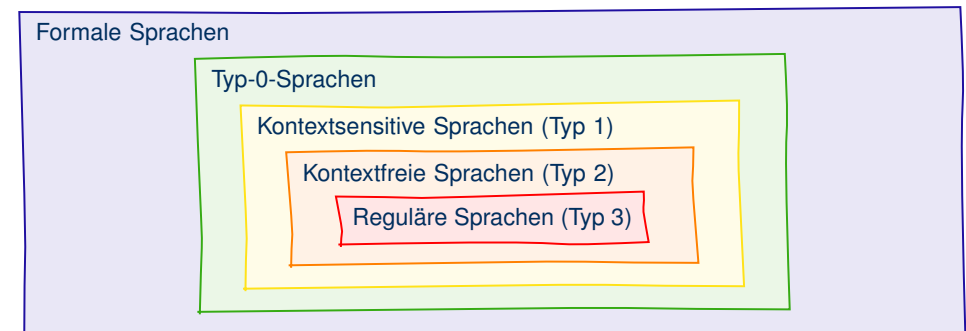 Formale Sprachen
Typ-0-Sprachen
Kontextsensitive Sprachen (Typ 1)
Kontextfreie Sprachen (Typ 2)
Reguläre Sprachen (Typ 3)